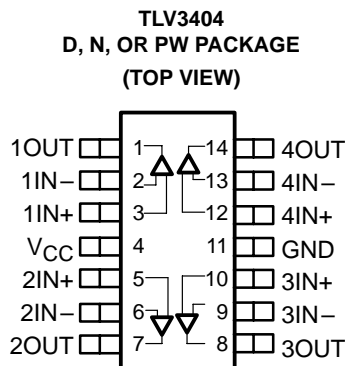 TLV3404
D, N, OR PW PACKAGE
(TOP VIEW)
1OUT 1 14 4OUT
1IN− 2 13 4IN−
1IN+ 3 12 4IN+
VCC 4 11 GND
2IN+ 5 10 3IN+
2IN− 6 9 3IN−
2OUT 7 8 3OUT